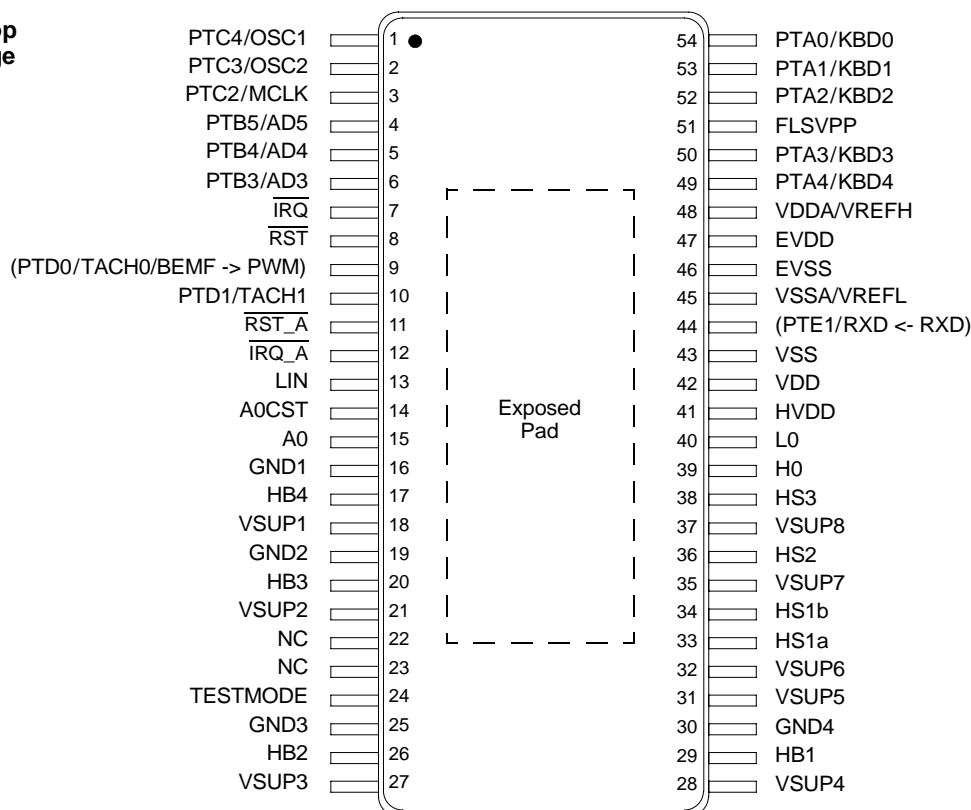 op
ge
PTC4/OSC1 1 54 PTA0/KBD0
PTC3/OSC2 2 53 PTA1/KBD1
PTC2/MCLK 3 52 PTA2/KBD2
PTB5/AD5 4 51 FLSVPP
PTB4/AD4 5 50 PTA3/KBD3
PTB3/AD3 6 49 PTA4/KBD4
IRQ 7 48 VDDA/VREFH
RST 8 47 EVDD
(PTD0/TACH0/BEMF -> PWM) 9 46 EVSS
PTD1/TACH1 10 45 VSSA/VREFL
RST_A 11 44 (PTE1/RXD <- RXD)
IRQ_A 12 43 VSS
LIN 13 42 VDD
A0CST 14 41 HVDD
A0 15 40 L0
GND1 16 39 H0
HB4 17 38 HS3
VSUP1 18 37 VSUP8
GND2 19 36 HS2
HB3 20 35 VSUP7
VSUP2 21 34 HS1b
NC 22 33 HS1a
NC 23 32 VSUP6
TESTMODE 24 31 VSUP5
GND3 25 30 GND4
HB2 26 29 HB1
VSUP3 27 28 VSUP4
Exposed
Pad